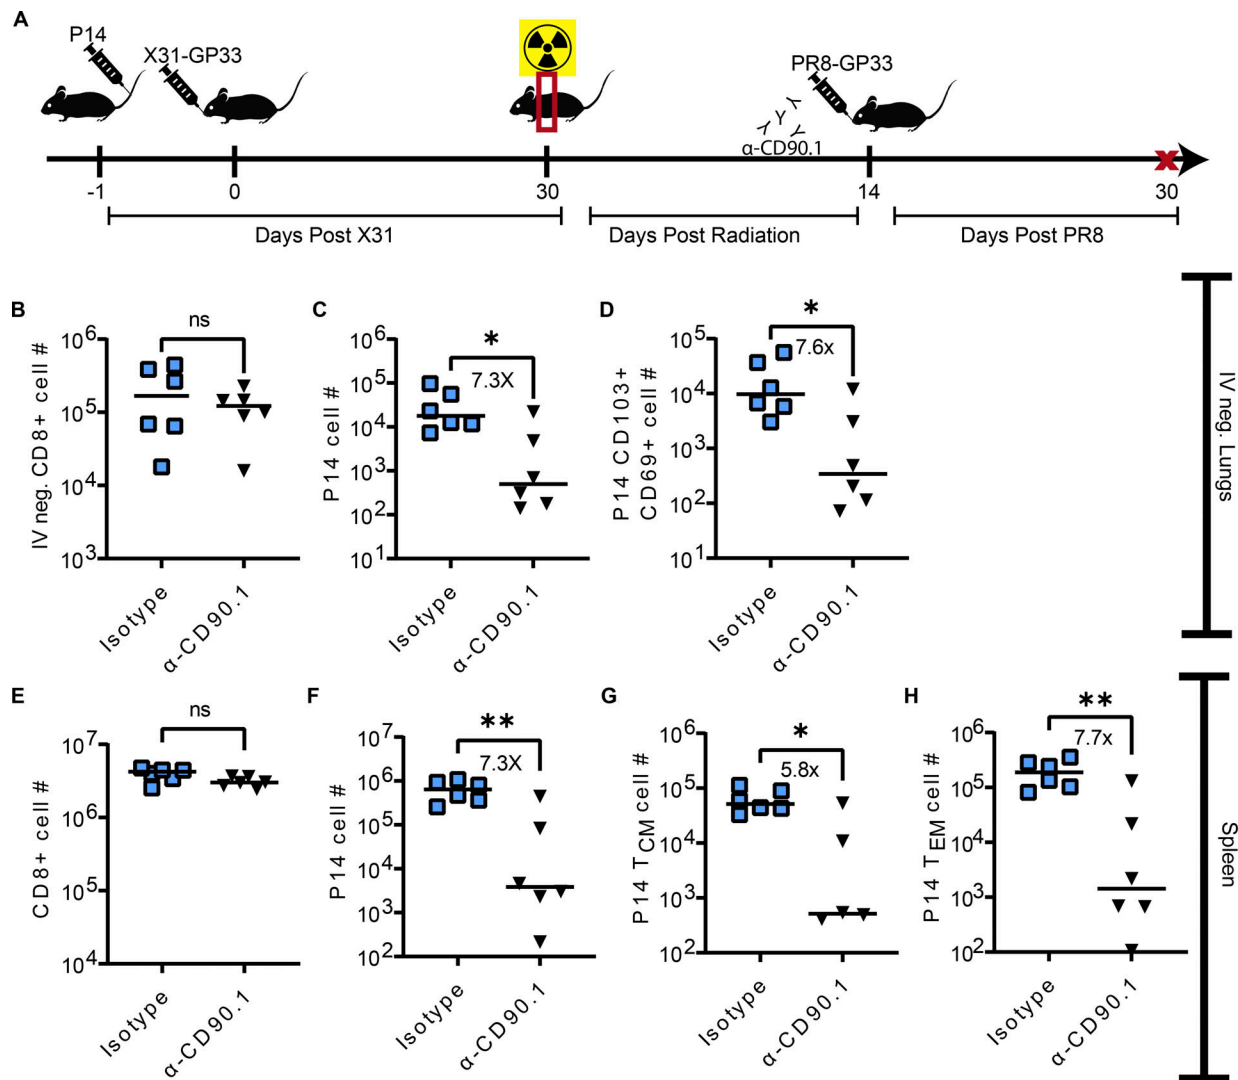 A
P14
X31-GP33
PR8-GP33
α-CD90.1
-1
0
30
14
30
Days Post X31
Days Post Radiation
Days Post PR8
B
ns
IV neg. CD8+ cell #
10^6
10^5
10^4
10^3
Isotype
α-CD90.1
C
*
7.3X
P14 cell #
10^6
10^5
10^4
10^3
10^2
10^1
Isotype
α-CD90.1
D
*
7.6x
P14 CD103+
CD69+ cell #
10^5
10^4
10^3
10^2
10^1
Isotype
α-CD90.1
IV neg. Lungs
E
ns
CD8+ cell #
10^7
10^6
10^5
10^4
Isotype
α-CD90.1
F
**
7.3X
P14 cell #
10^7
10^6
10^5
10^4
10^3
10^2
Isotype
α-CD90.1
G
*
5.8x
P14 T_CM cell #
10^6
10^5
10^4
10^3
10^2
Isotype
α-CD90.1
H
**
7.7x
P14 T_EM cell #
10^6
10^5
10^4
10^3
10^2
Isotype
α-CD90.1
Spleen